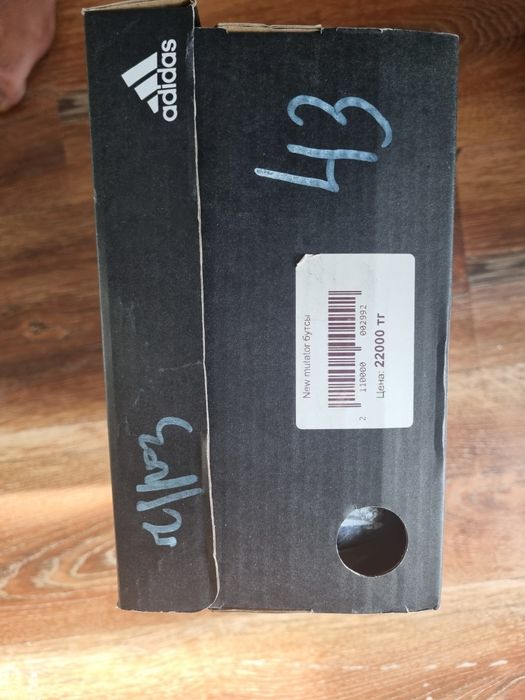 adidas
43
New mutator бутсы
2 110000 002992
Цена: 22000 тг